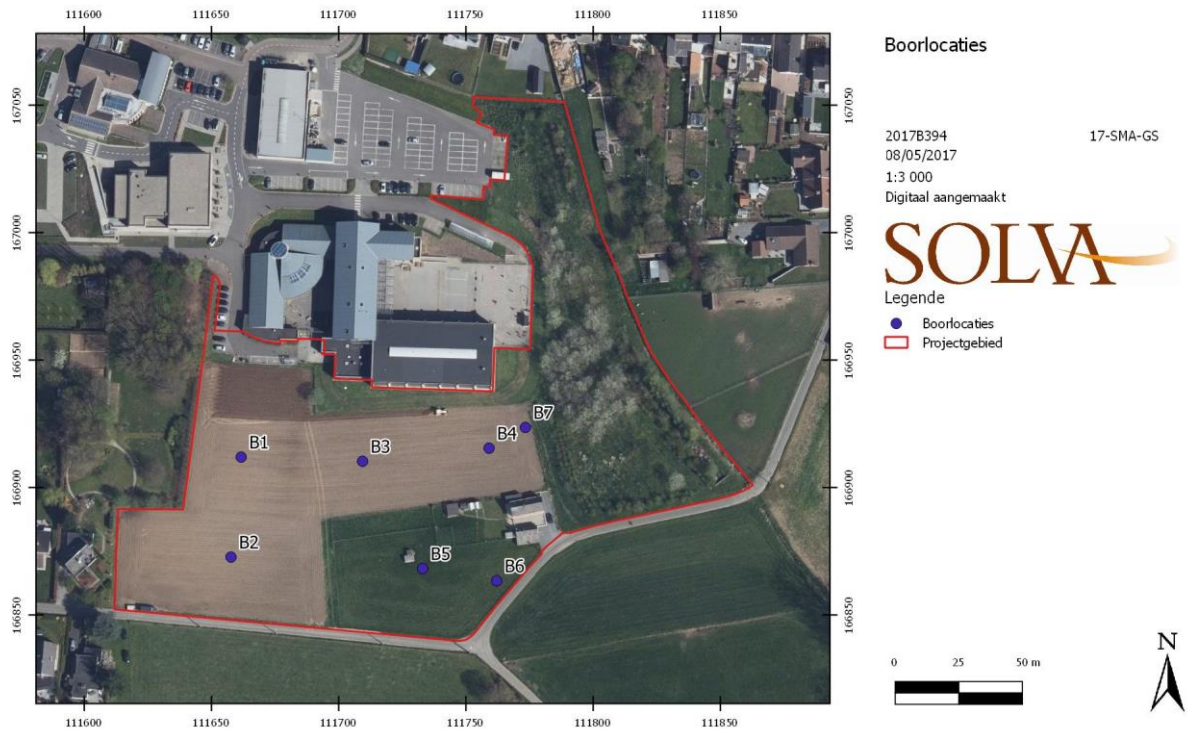 111600 111650 111700 111750 111800 111850
167050
167000
166950
166900
166850
167050
167000
166950
166900
166850
B1
B2
B3
B4
B7
B5
B6
111600 111650 111700 111750 111800 111850
Boorlocaties
2017B394 17-SMA-GS
08/05/2017
1:3 000
Digitaal aangemaakt
SOLVA
Legende
Boorlocaties
Projectgebied
0 25 50 m
N